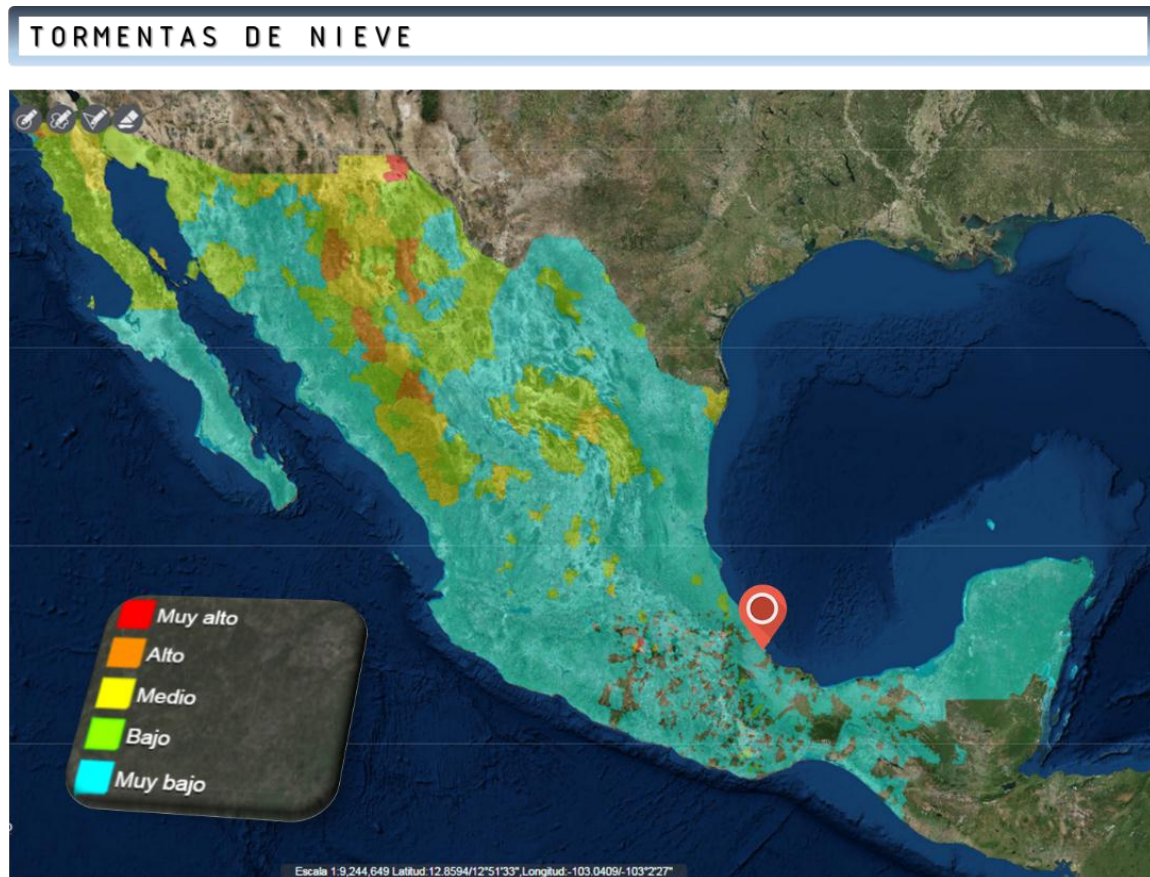 TORMENTAS DE NIEVE
Muy alto
Alto
Medio
Bajo
Muy bajo
Escala 1:9,244,649 Latitud:12.8594/12°51'33",Longitud:-103.0409/-103°2'27"